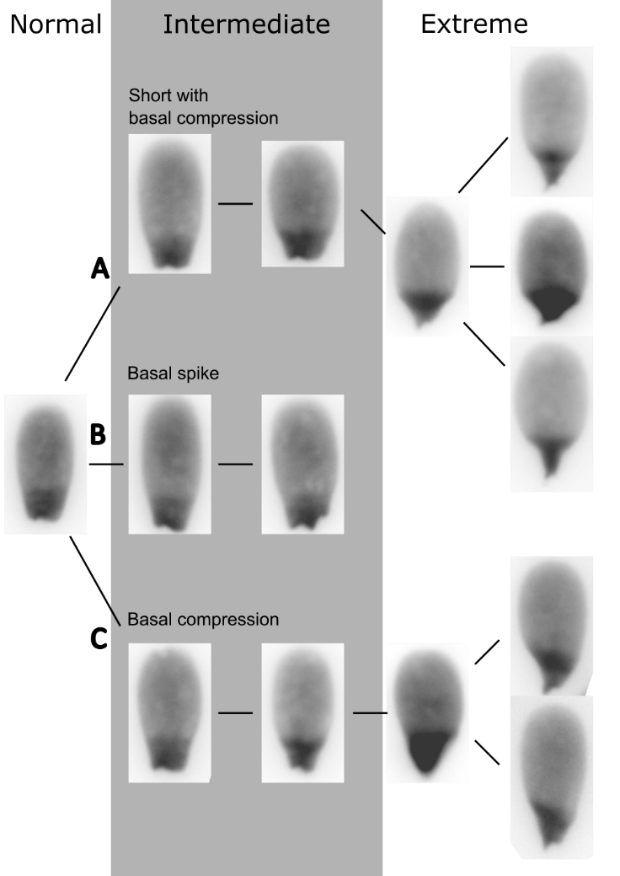 Normal
Intermediate
Extreme
Short with
basal compression
A
Basal spike
B
Basal compression
C